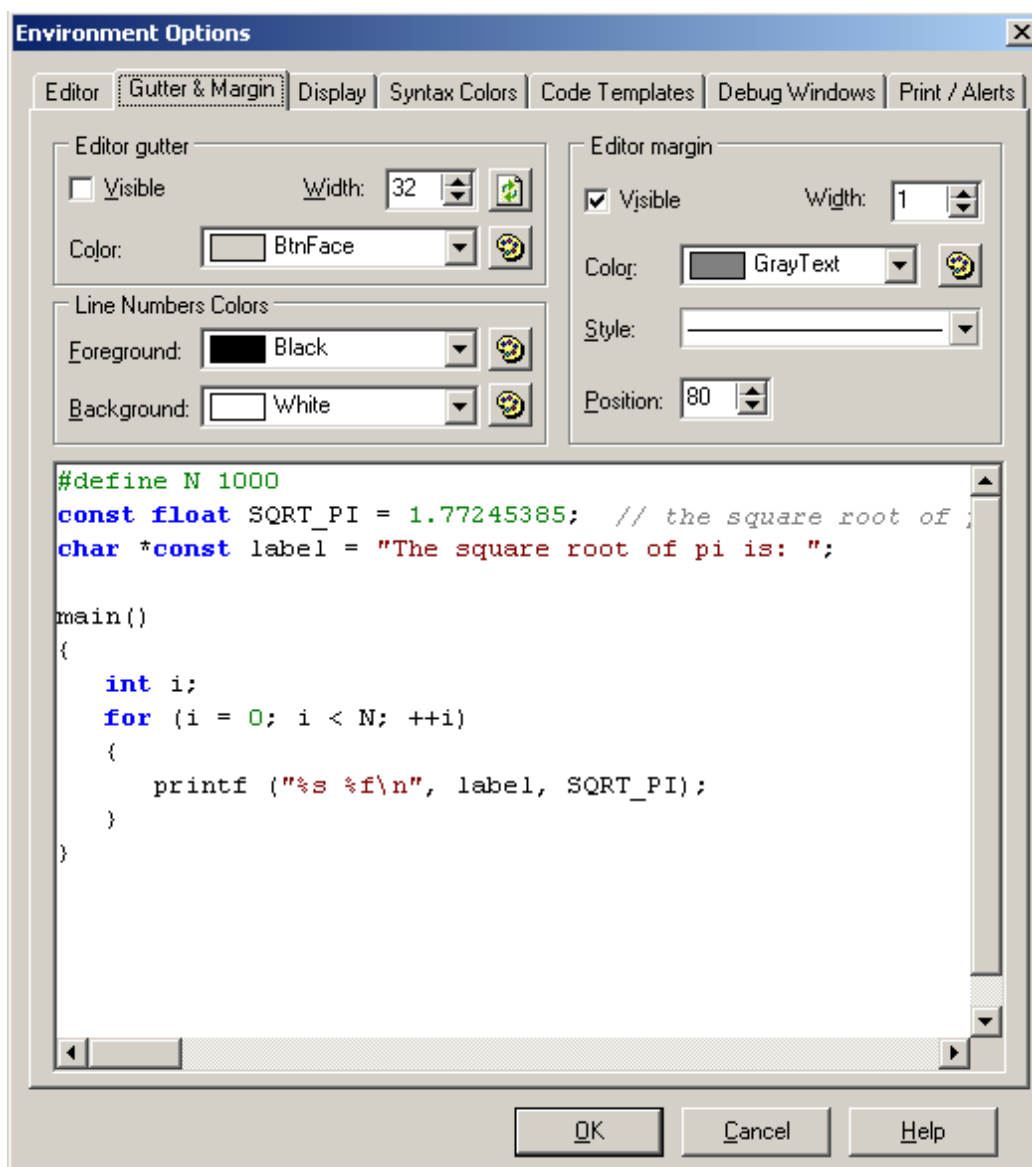 Environment Options
Editor Gutter & Margin Display Syntax Colors Code Templates Debug Windows Print / Alerts
Editor gutter
Visible Width: 32
Color: BtnFace
Line Numbers Colors
Foreground: Black
Background: White
Editor margin
Visible Width: 1
Color: GrayText
Style:
Position: 80
#define N 1000
const float SQRT_PI = 1.77245385;  // the square root of
char *const label = "The square root of pi is: ";
main()
{
   int i;
   for (i = 0; i < N; ++i)
   {
      printf ("%s %f\n", label, SQRT_PI);
   }
}
OK Cancel Help